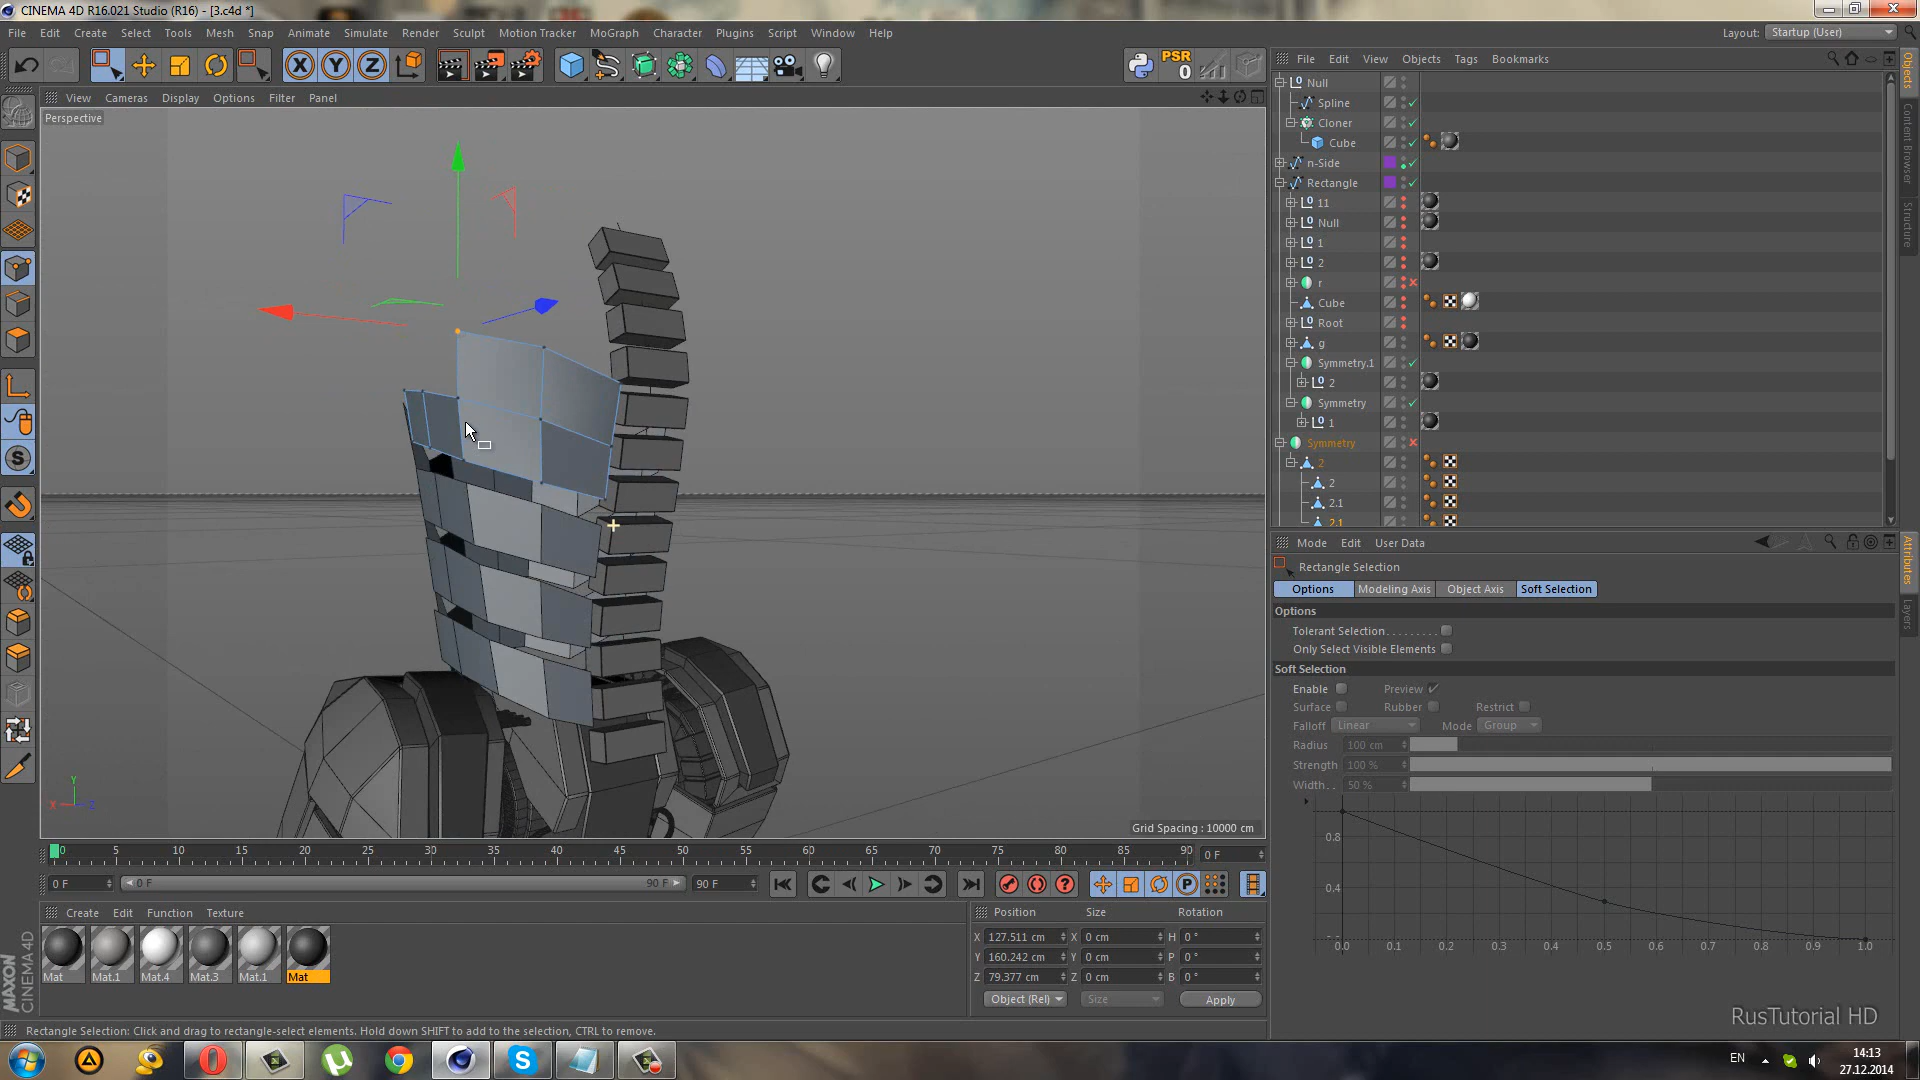 CINEMA 4D R16.021 Studio (R16) - [3.c4d *]
File Edit Create Select Tools Mesh Snap Animate Simulate Render Sculpt Motion Tracker MoGraph Character Plugins Script Window Help
Layout: Startup (User)
X Y Z
PSR
0
File Edit View Objects Tags Bookmarks
View Cameras Display Options Filter Panel
Perspective
Null
Spline
Cloner
Cube
n-Side
Rectangle
11
Null
1
2
r
Cube
Root
g
Symmetry.1
2
Symmetry
1
Symmetry
2
2
2.1
2.1
Objects
Content Browser
Structure
Mode Edit User Data
Rectangle Selection
Options Modeling Axis Object Axis Soft Selection
Options
Tolerant Selection
Only Select Visible Elements
Soft Selection
Enable Preview
Surface Rubber Restrict
Falloff Linear Mode Group
Radius 100 cm
Strength 100 %
Width 50 %
0.8
0.4
0.0 0.1 0.2 0.3 0.4 0.5 0.6 0.7 0.8 0.9 1.0
Attributes
Layers
Y
X Z
Grid Spacing : 10000 cm
0 5 10 15 20 25 30 35 40 45 50 55 60 65 70 75 80 85 90
0 F
0 F 0 F 90 F 90 F
Create Edit Function Texture
Mat Mat.1 Mat.4 Mat.3 Mat.1 Mat
Position Size Rotation
X 127.511 cm X 0 cm H 0 °
Y 160.242 cm Y 0 cm P 0 °
Z 79.377 cm Z 0 cm B 0 °
Object (Rel) Size Apply
MAXON
CINEMA 4D
Rectangle Selection: Click and drag to rectangle-select elements. Hold down SHIFT to add to the selection, CTRL to remove.
RusTutorial HD
EN
14:13
27.12.2014